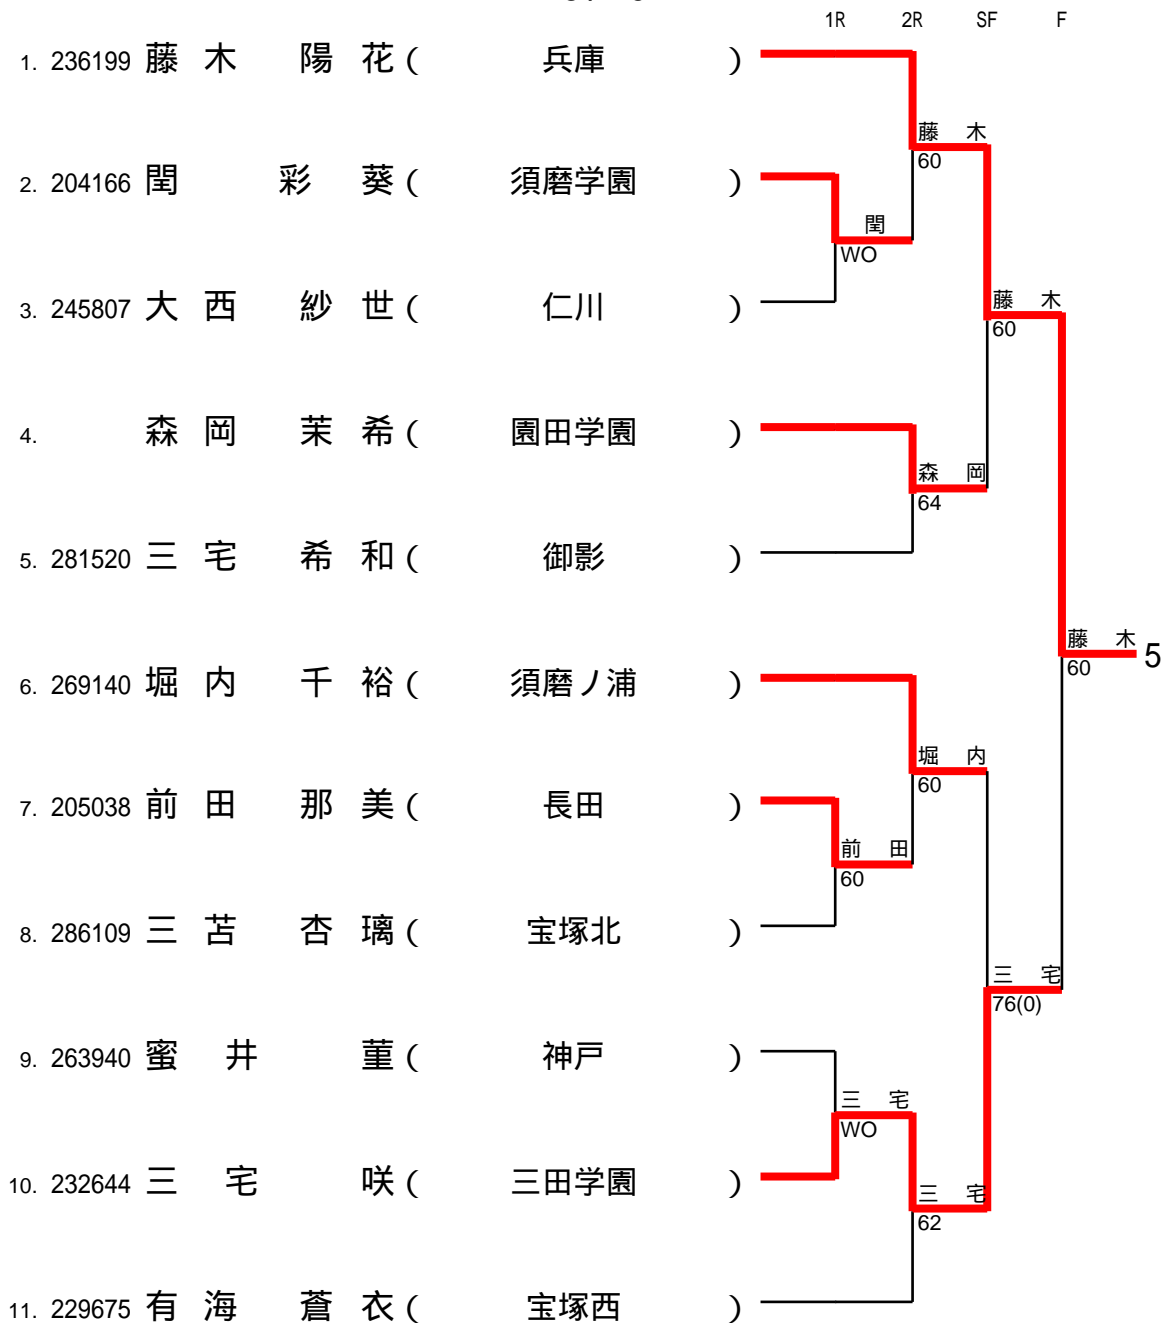 1R 2R SF F
1. 236199 藤木 陽花 ( 兵庫 )
藤木
60
2. 204166 閏 彩葵 ( 須磨学園 )
閏
WO
3. 245807 大西 紗世 ( 仁川 )
藤木
60
4. 森岡 茉希 ( 園田学園 )
森岡
64
5. 281520 三宅 希和 ( 御影 )
藤木 5
60
6. 269140 堀内 千裕 ( 須磨ノ浦 )
堀内
60
7. 205038 前田 那美 ( 長田 )
前田
60
8. 286109 三苫 杏璃 ( 宝塚北 )
三宅
76(0)
9. 263940 蜜井 菫 ( 神戸 )
三宅
WO
10. 232644 三宅 咲 ( 三田学園 )
三宅
62
11. 229675 有海 蒼衣 ( 宝塚西 )